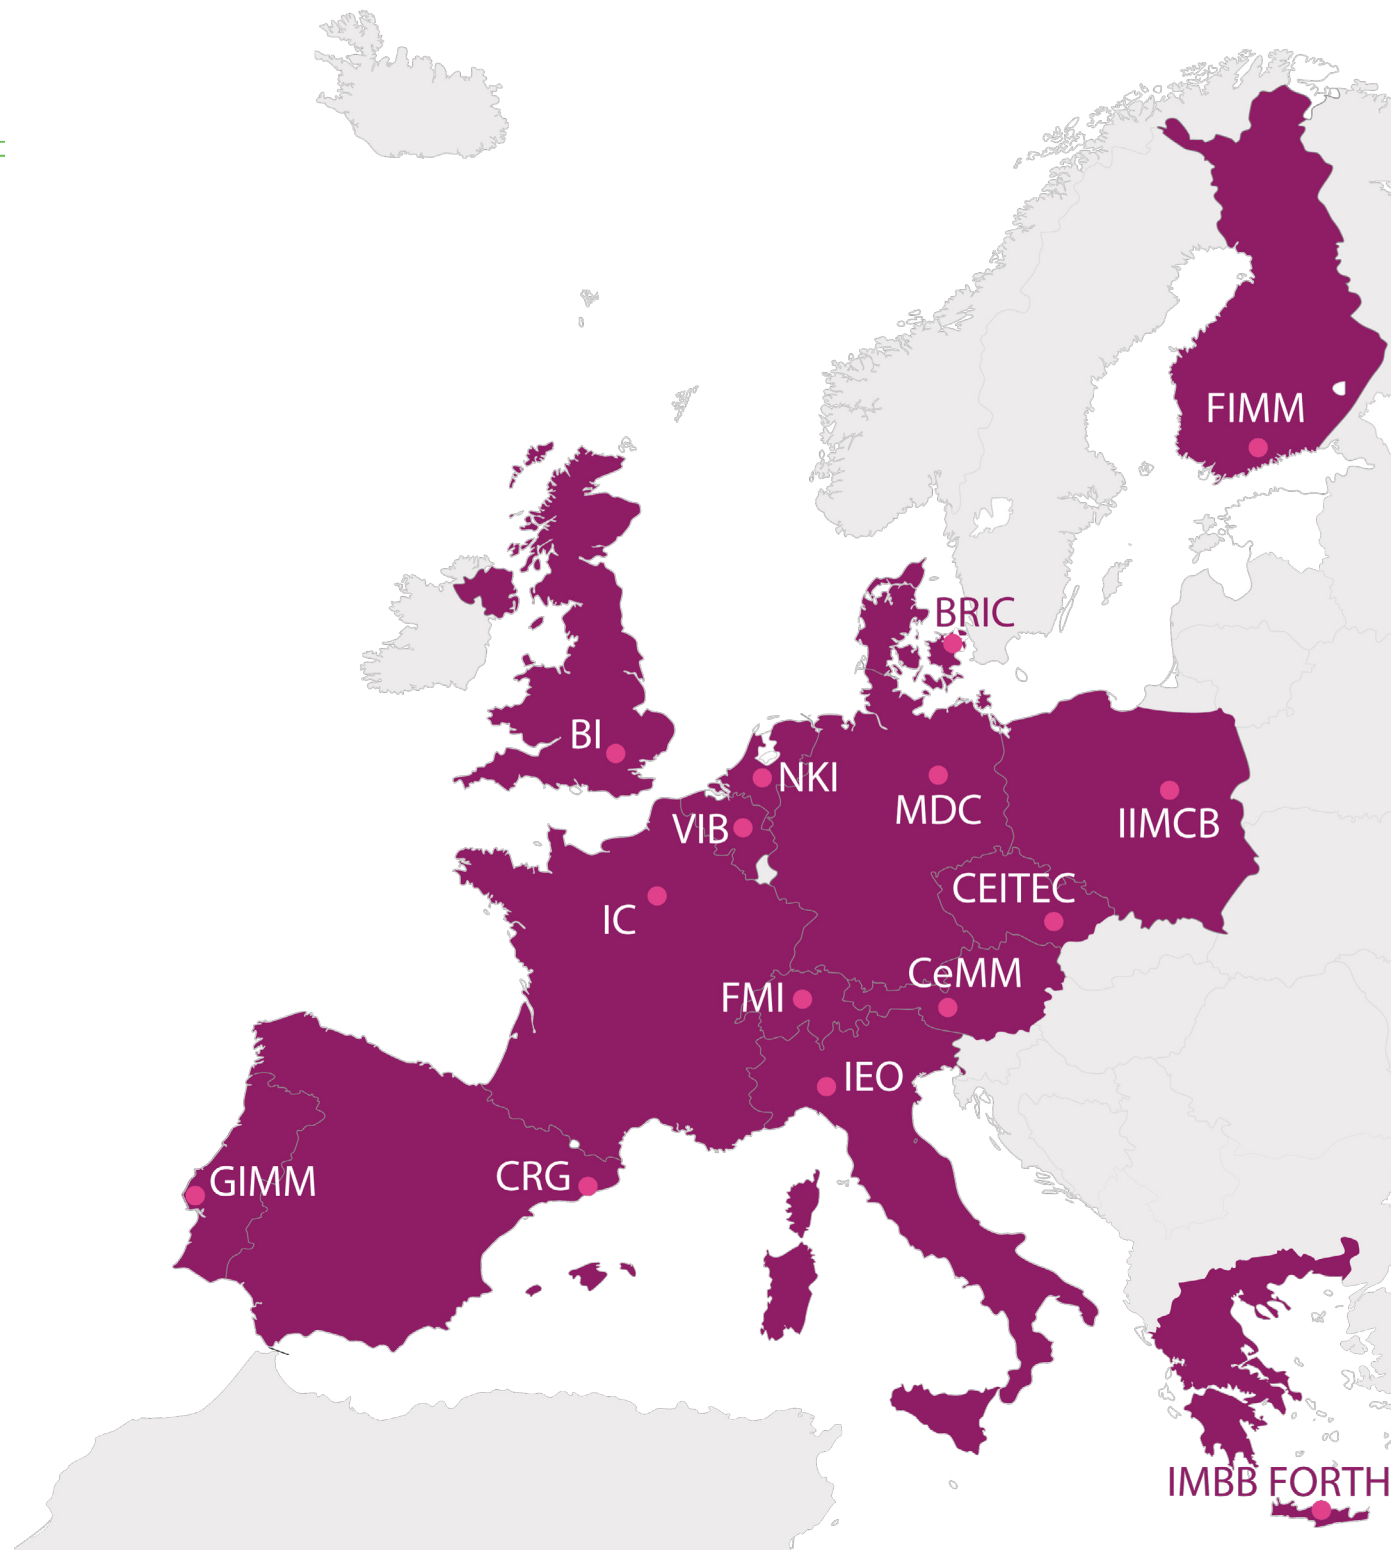 FIMM
BRIC
BI
NKI
MDC
VIB
IIMCB
CEITEC
IC
CeMM
FMI
IEO
CRG
GIMM
IMBB FORTH